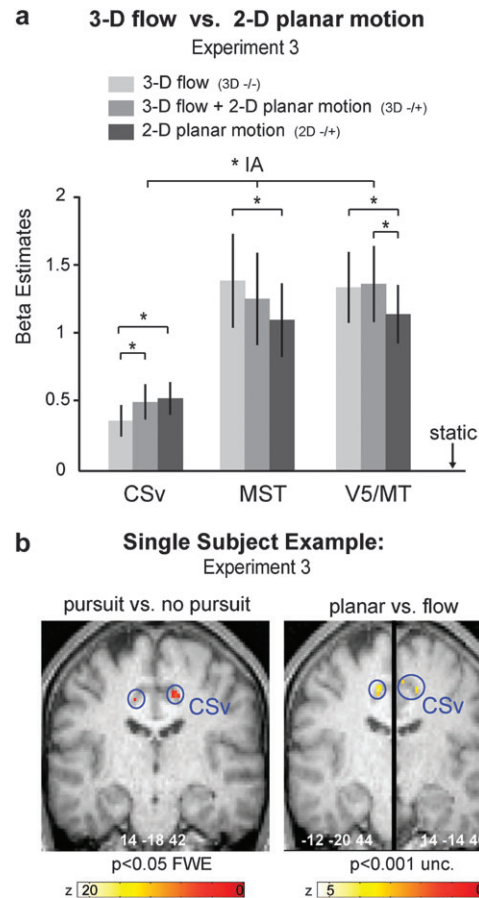 a 3-D flow vs. 2-D planar motion
Experiment 3
3-D flow (3D -/-)
3-D flow + 2-D planar motion (3D -/+)
2-D planar motion (2D -/+)
* IA
2
* *
*
1.5
Beta Estimates
1
*
*
0.5
static
0
CSv MST V5/MT
b Single Subject Example:
Experiment 3
pursuit vs. no pursuit planar vs. flow
CSv CSv
14 -18 42 -12 -20 44 14 -14
p<0.05 FWE p<0.001 unc.
z 20 0 z 5 0